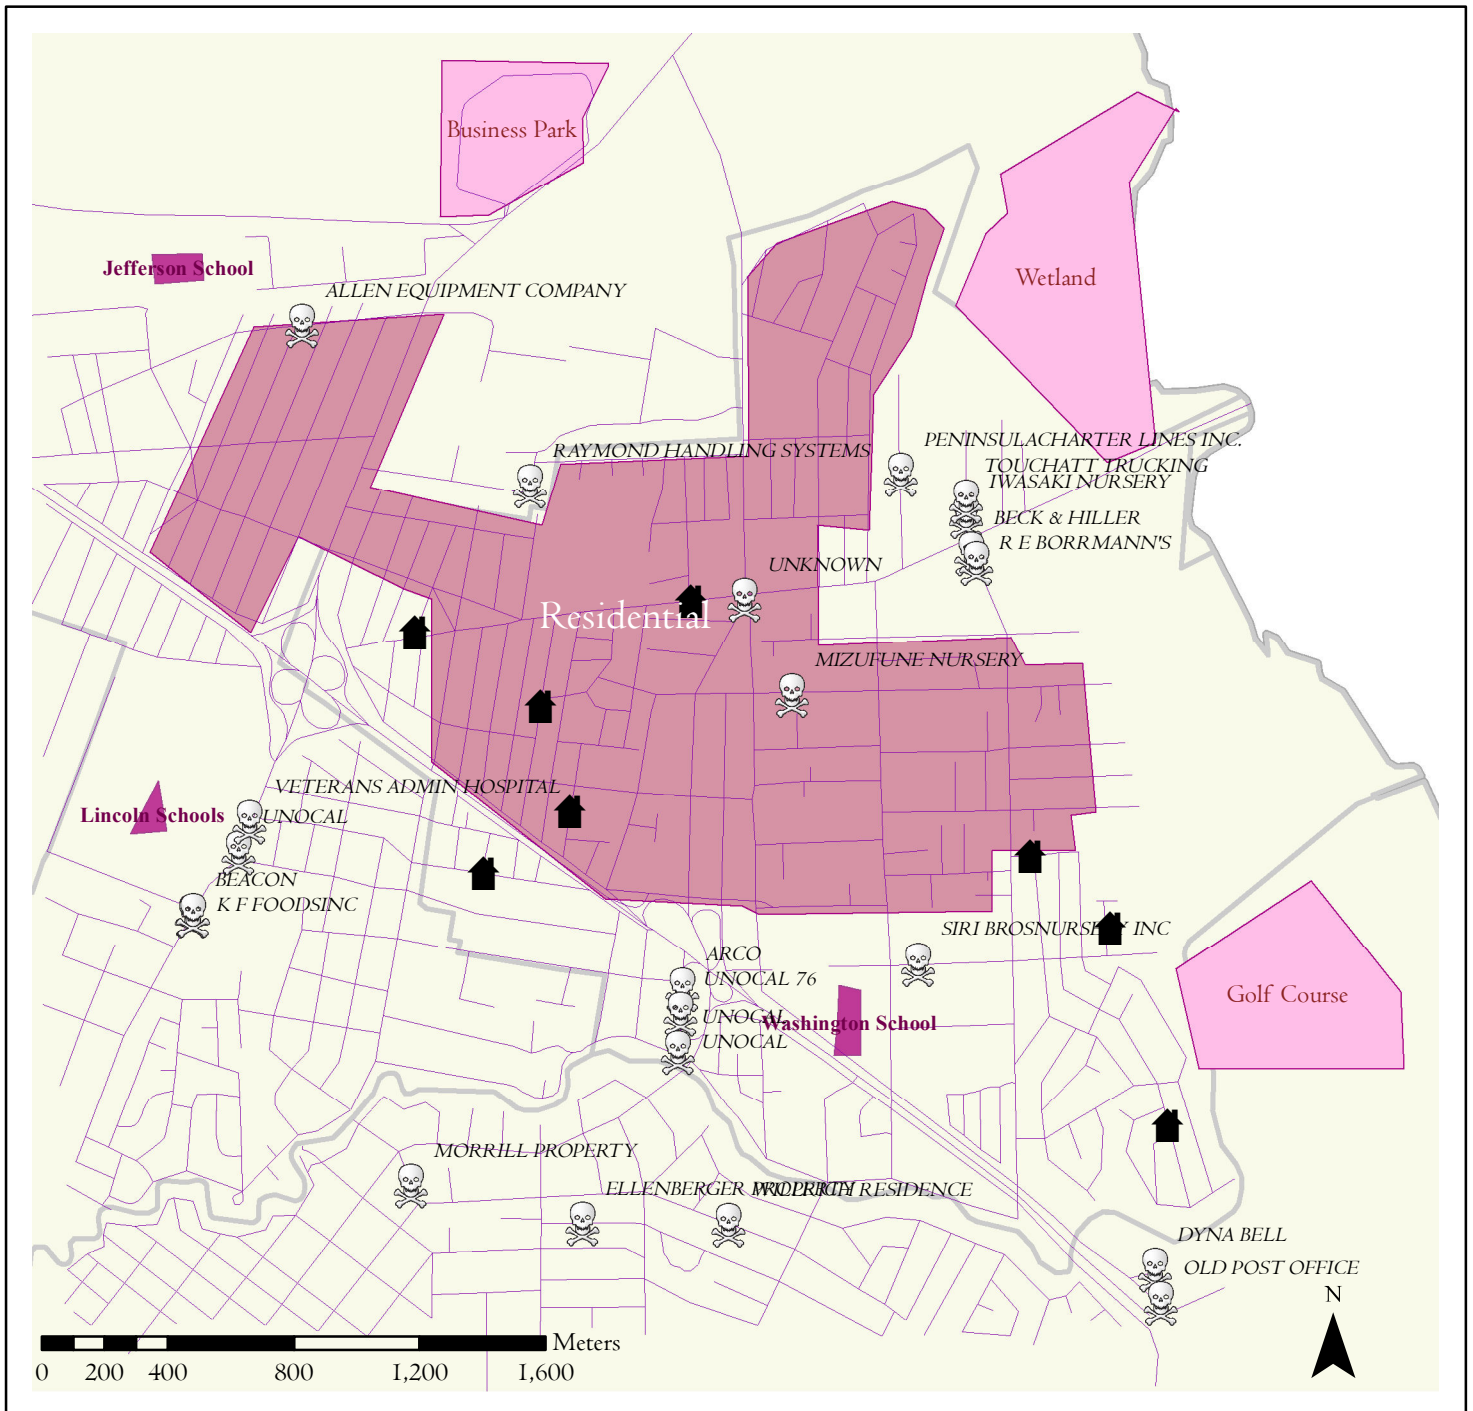 Business Park
Jefferson School
Wetland
ALLEN EQUIPMENT COMPANY
RAYMOND HANDLING SYSTEMS
PENINSULACHARTER LINES INC.
TOUCHATT TRUCKING
IWASAKI NURSERY
BECK & HILLER
R E BORRMANN'S
UNKNOWN
Residential
MIZUFUNE NURSERY
VETERANS ADMIN HOSPITAL
Lincoln Schools
UNOCAL
BEACON
K F FOODSINC
SIRI BROSNURSERY INC
ARCO
UNOCAL 76
UNOCAL
Washington School
UNOCAL
Golf Course
MORRILL PROPERTY
ELLENBERGER PROPERTY
RESIDENCE
DYNA BELL
OLD POST OFFICE
N
Meters
0 200 400 800 1,200 1,600